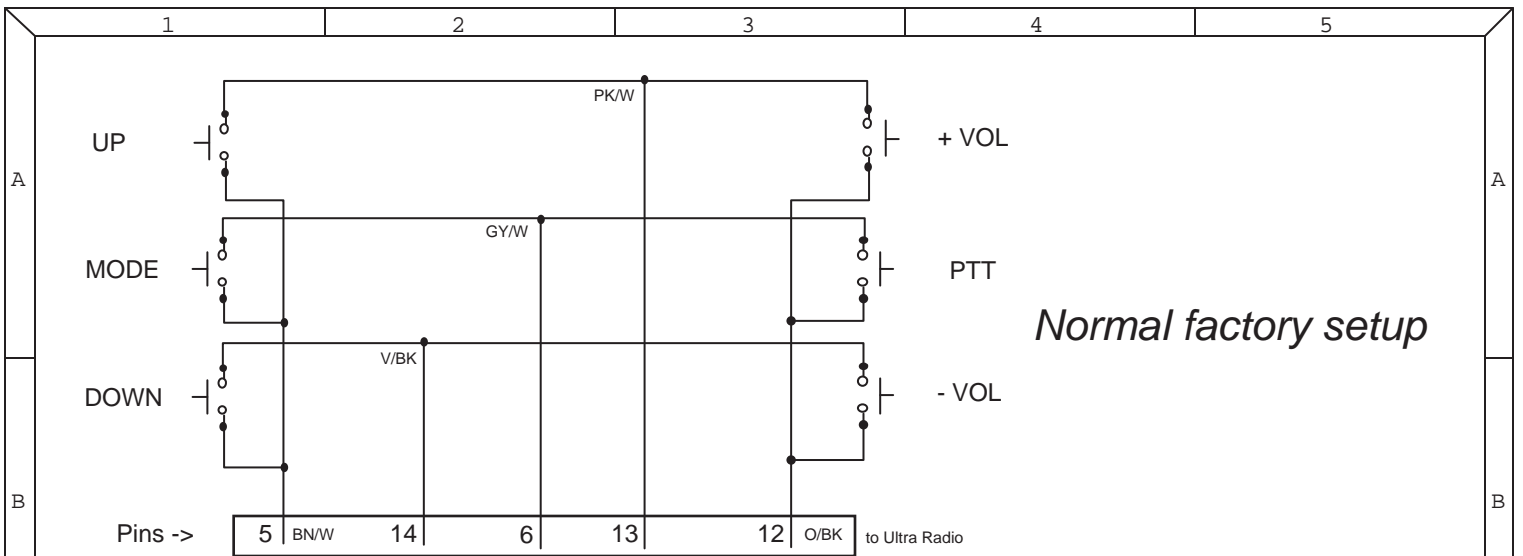 1 2 3 4 5
PK/W
UP + VOL
A A
GY/W
MODE PTT
Normal factory setup
V/BK
DOWN - VOL
B B
Pins -> 5 BN/W 14 6 13 12 O/BK to Ultra Radio